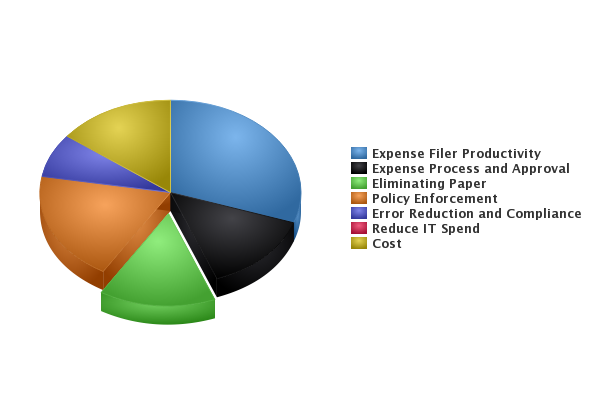 Expense Filer Productivity
Expense Process and Approval
Eliminating Paper
Policy Enforcement
Error Reduction and Compliance
Reduce IT Spend
Cost